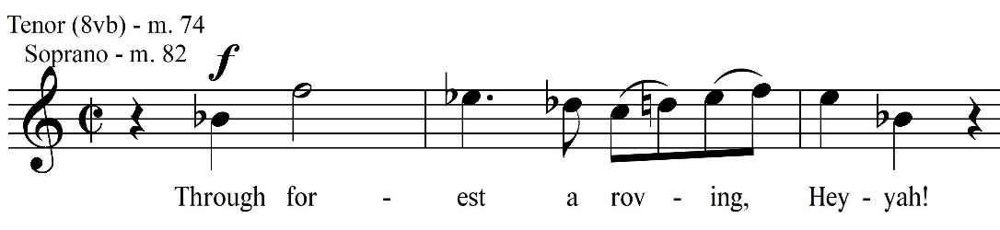 Tenor (8vb) - m. 74
Soprano - m. 82
f
Through for - est a rov - ing, Hey - yah!